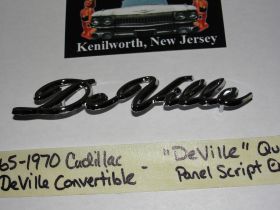 Kenilworth, New Jersey
DeVille
65-1970 Cadillac - "DeVille" Qu
DeVille Convertible Panel Script E